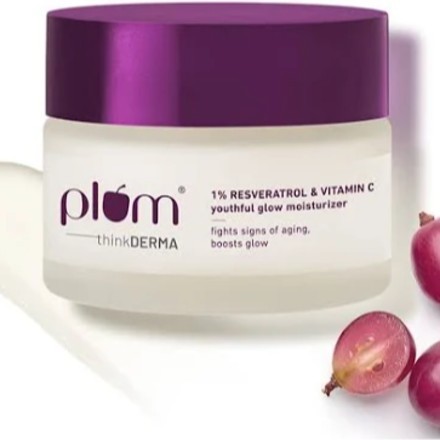 plum®
thinkDERMA
1% RESVERATROL & VITAMIN C
youthful glow moisturizer
fights signs of aging,
boosts glow